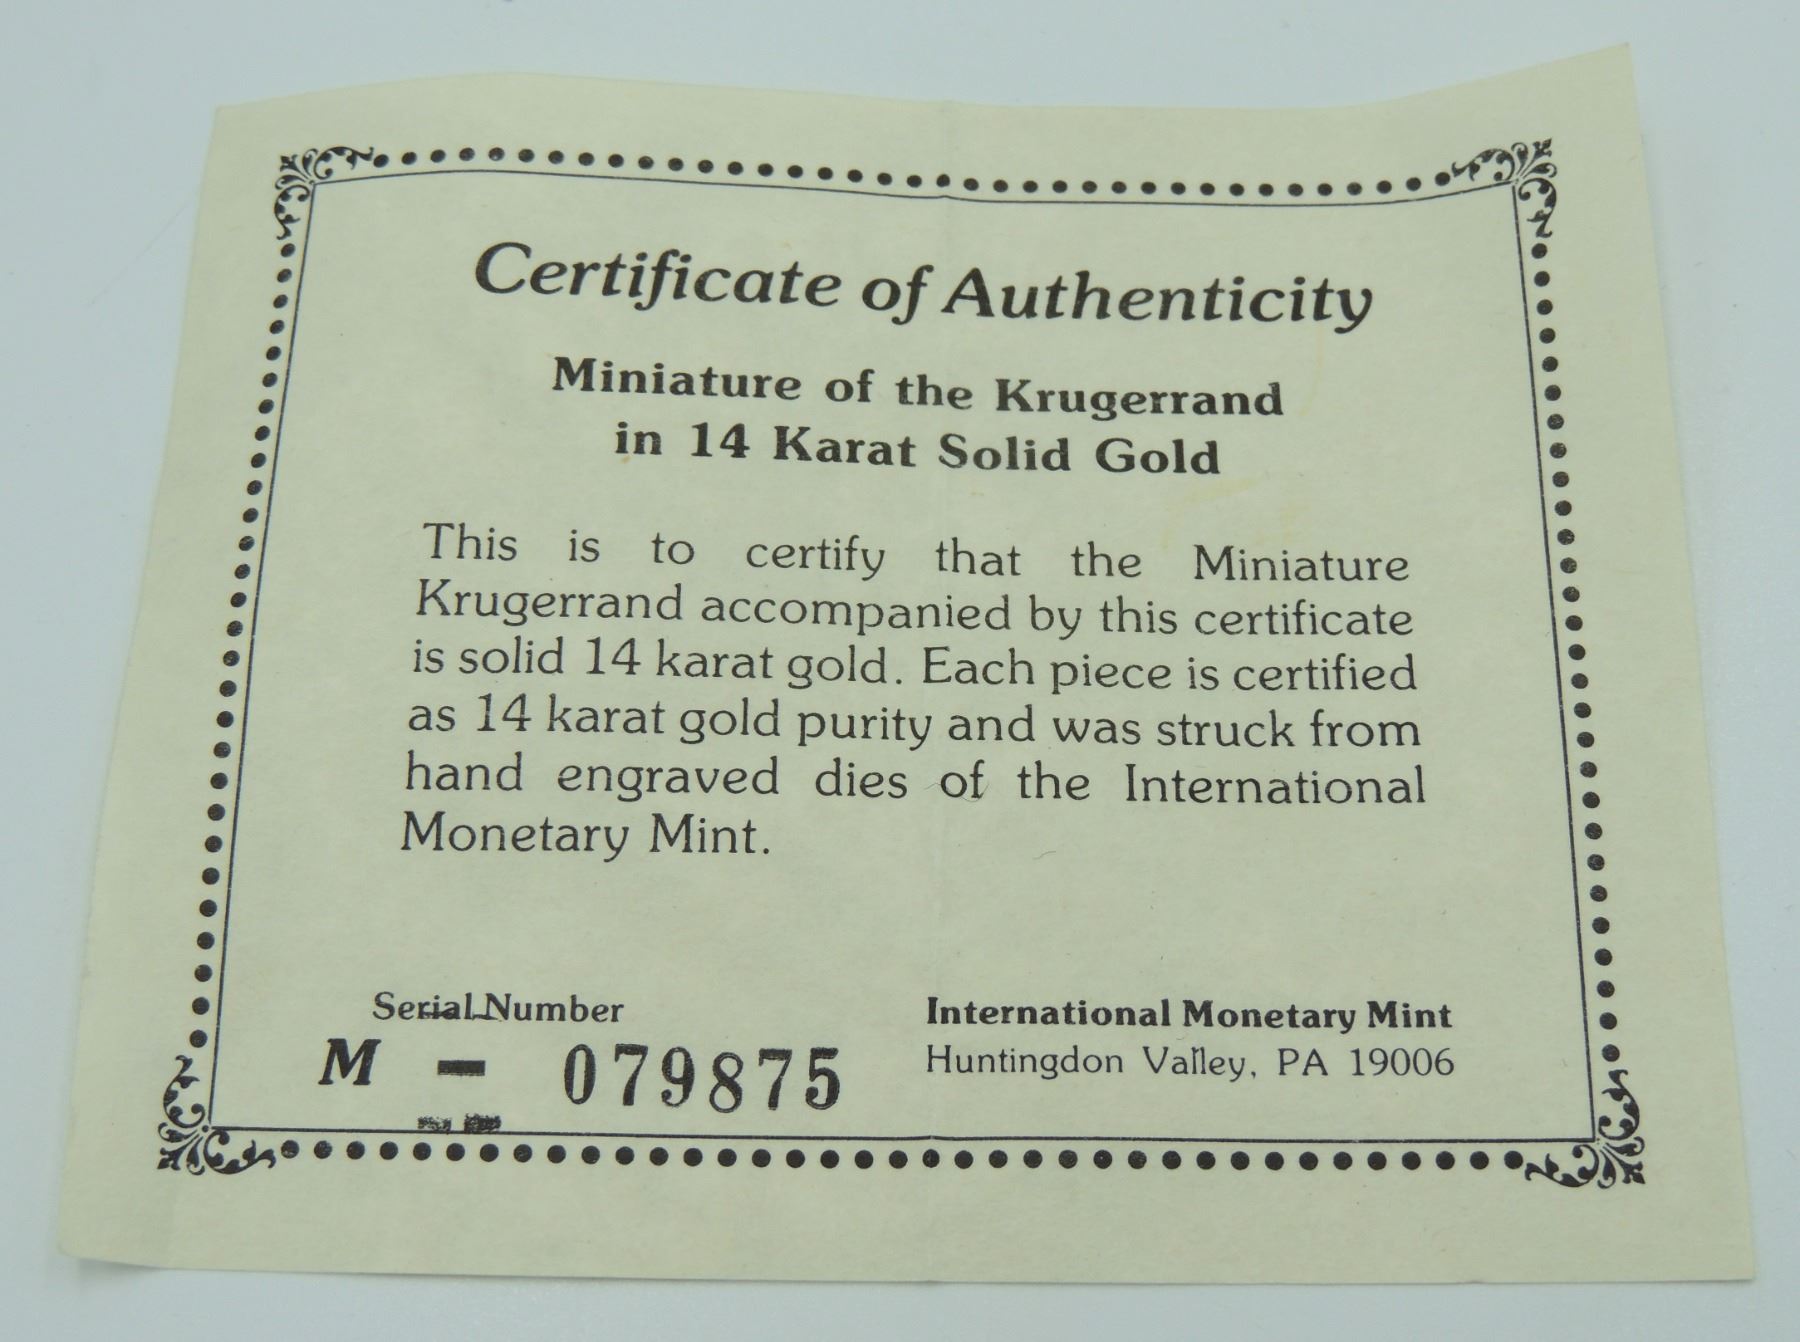 Certificate of Authenticity
Miniature of the Krugerrand
in 14 Karat Solid Gold
This is to certify that the Miniature
Krugerrand accompanied by this certificate
is solid 14 karat gold. Each piece is certified
as 14 karat gold purity and was struck from
hand engraved dies of the International
Monetary Mint.
Serial Number
M - 079875
International Monetary Mint
Huntingdon Valley, PA 19006